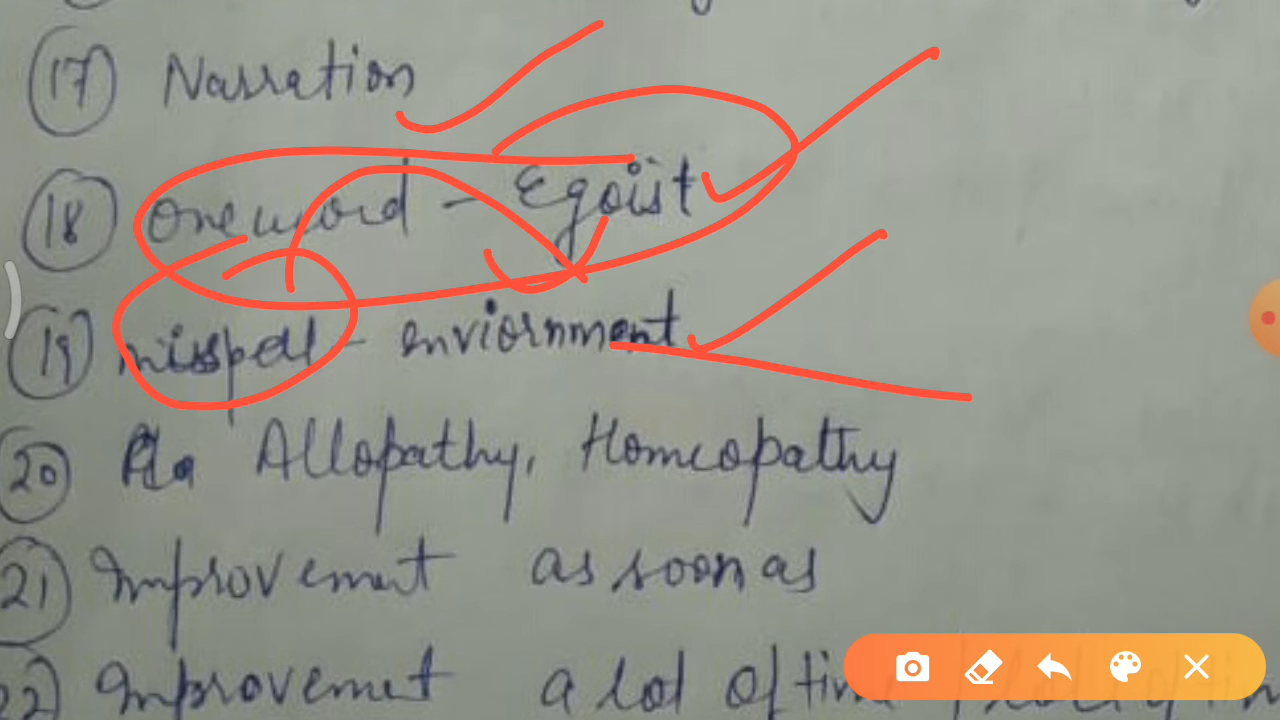 17 Narration
18 One word - Egoist
19 misspell - enviornment
20 Allopathy, Homeopathy
21 Improvement as soon as
22 Improvemet a lot of time